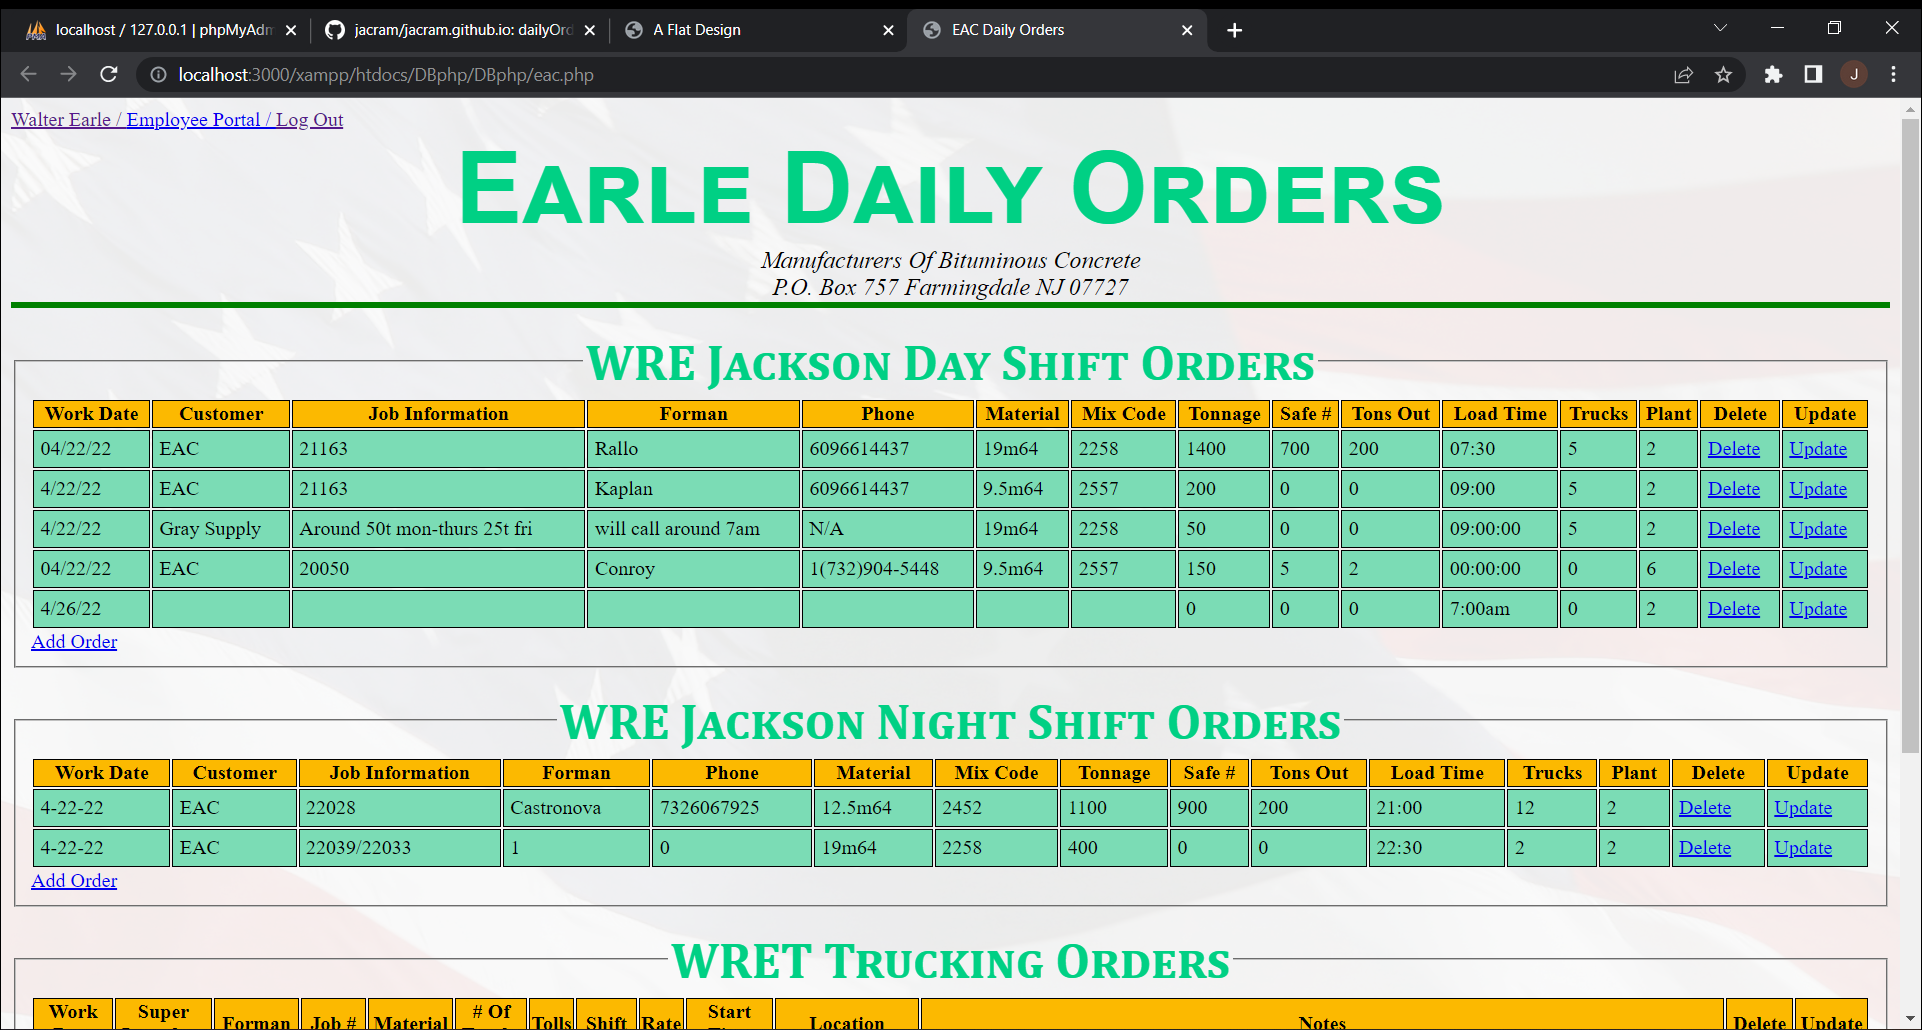 localhost / 127.0.0.1 | phpMyAdm
jacram/jacram.github.io: dailyOrd
A Flat Design
EAC Daily Orders
localhost:3000/xampp/htdocs/DBphp/DBphp/eac.php
J
Walter Earle / Employee Portal / Log Out
Earle Daily Orders
Manufacturers Of Bituminous Concrete
P.O. Box 757 Farmingdale NJ 07727
WRE Jackson Day Shift Orders
Work Date Customer Job Information Forman Phone Material Mix Code Tonnage Safe # Tons Out Load Time Trucks Plant Delete Update
04/22/22 EAC 21163 Rallo 6096614437 19m64 2258 1400 700 200 07:30 5 2 Delete Update
4/22/22 EAC 21163 Kaplan 6096614437 9.5m64 2557 200 0 0 09:00 5 2 Delete Update
4/22/22 Gray Supply Around 50t mon-thurs 25t fri will call around 7am N/A 19m64 2258 50 0 0 09:00:00 5 2 Delete Update
04/22/22 EAC 20050 Conroy 1(732)904-5448 9.5m64 2557 150 5 2 00:00:00 0 6 Delete Update
4/26/22 0 0 0 7:00am 0 2 Delete Update
Add Order
WRE Jackson Night Shift Orders
Work Date Customer Job Information Forman Phone Material Mix Code Tonnage Safe # Tons Out Load Time Trucks Plant Delete Update
4-22-22 EAC 22028 Castronova 7326067925 12.5m64 2452 1100 900 200 21:00 12 2 Delete Update
4-22-22 EAC 22039/22033 1 0 19m64 2258 400 0 0 22:30 2 2 Delete Update
Add Order
WRET Trucking Orders
Work Super Forman Job # Material # Of Tolls Shift Rate Start Location Notes Delete Update